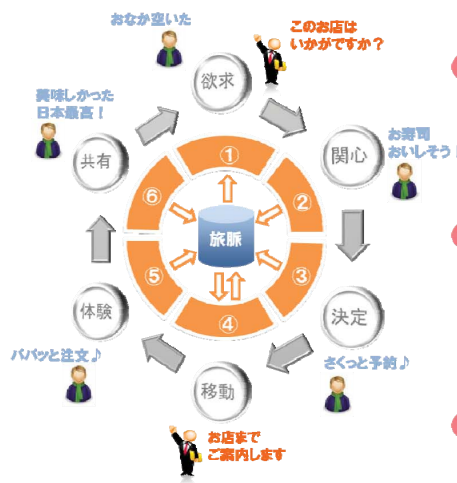 おなか空いた
このお店は
いかがですか？
欲求
美味しかった
日本最高！
共有
関心
お寿司
おいしそう！
①
②
③
④
⑤
⑥
旅脈
体験
決定
パパッと注文♪
さくっと予約♪
移動
お店まで
ご案内します